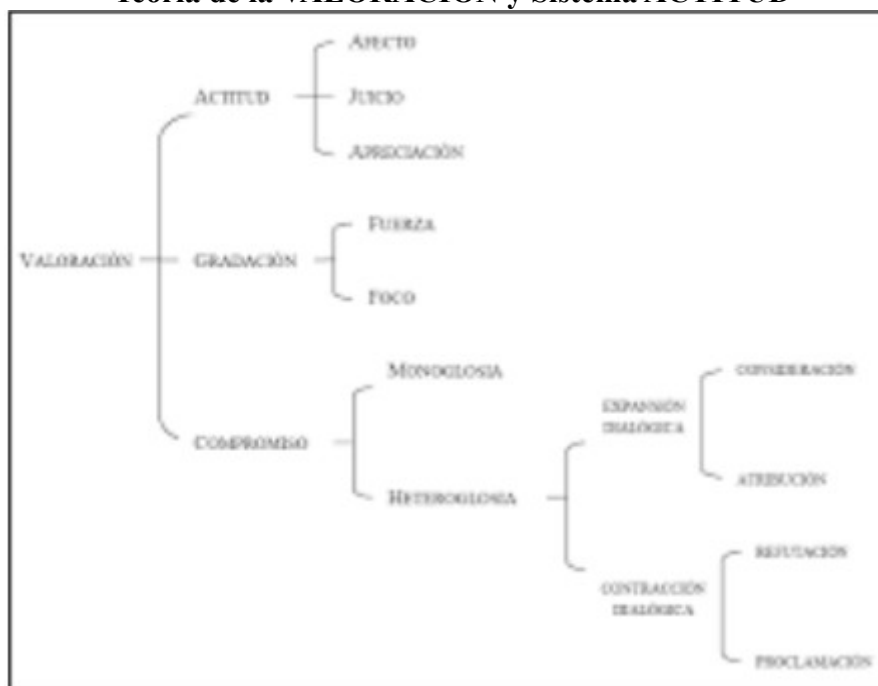 Teoría de la VALORACIÓN y Sistema ACTITUD
AFECTO
ACTITUD
JUICIO
APRECIACIÓN
FUERZA
VALORACIÓN
GRADACIÓN
FOCO
MONOGLOSIA
CONSIDERACIÓN
EXPANSIÓN
DIALÓGICA
COMPROMISO
ATRIBUCIÓN
HETEROGLOSIA
REFUTACIÓN
CONTRACCIÓN
DIALÓGICA
PROCLAMACIÓN